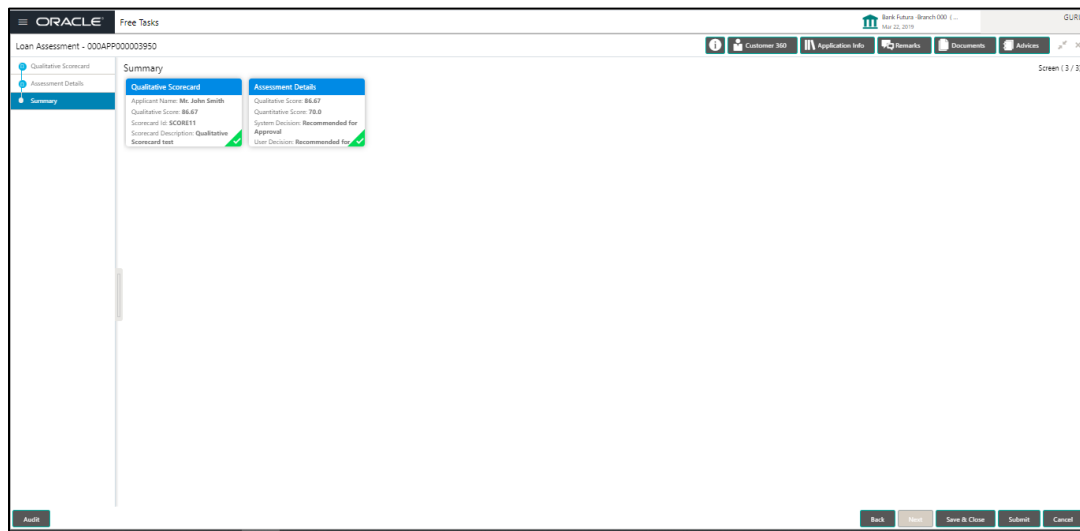 ORACLE
Free Tasks
Bank Futura -Branch 000 ( ...
Mar 22, 2019
GURU
Loan Assessment - 000APP000003950
Customer 360
Application Info
Remarks
Documents
Advices
Qualitative Scorecard
Assessment Details
Summary
Summary
Screen ( 3 / 3)
Qualitative Scorecard
Applicant Name: Mr. John Smith
Qualitative Score: 86.67
Scorecard Id: SCORE11
Scorecard Description: Qualitative
Scorecard test
Assessment Details
Qualitative Score: 86.67
Quantitative Score: 70.0
System Decision: Recommended for
Approval
User Decision: Recommended for
Audit
Back
Next
Save & Close
Submit
Cancel